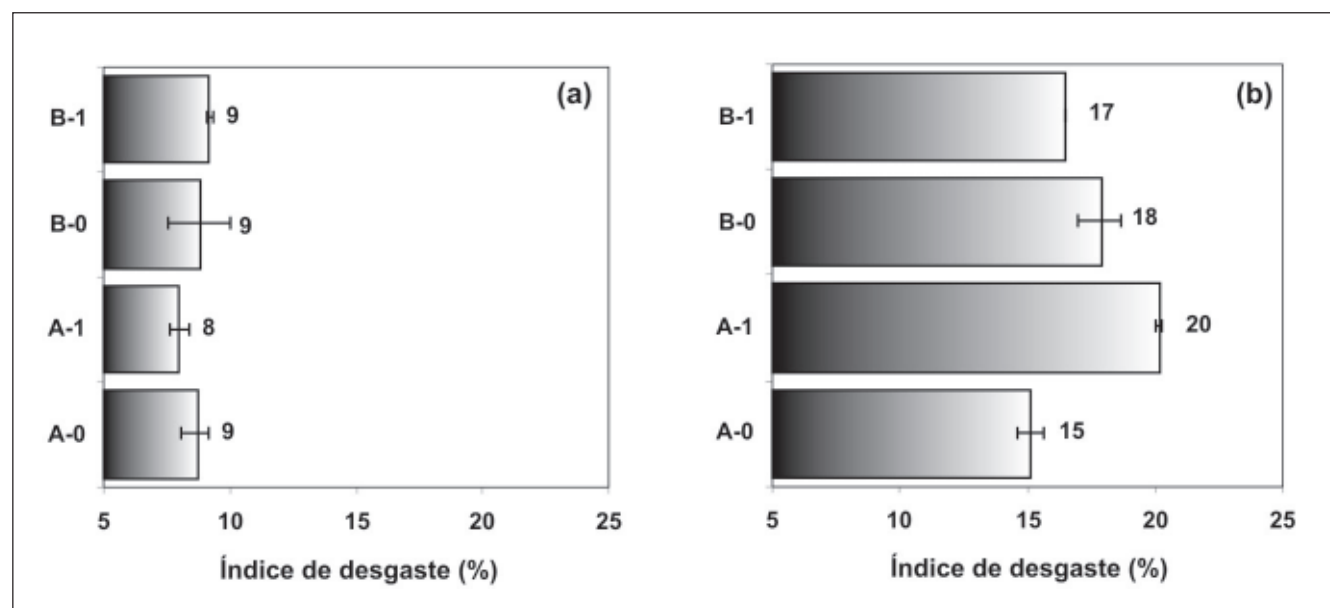 (a)
B-1
9
B-0
9
A-1
8
A-0
9
5 10 15 20 25
Índice de desgaste (%)
(b)
B-1
17
B-0
18
A-1
20
A-0
15
5 10 15 20 25
Índice de desgaste (%)